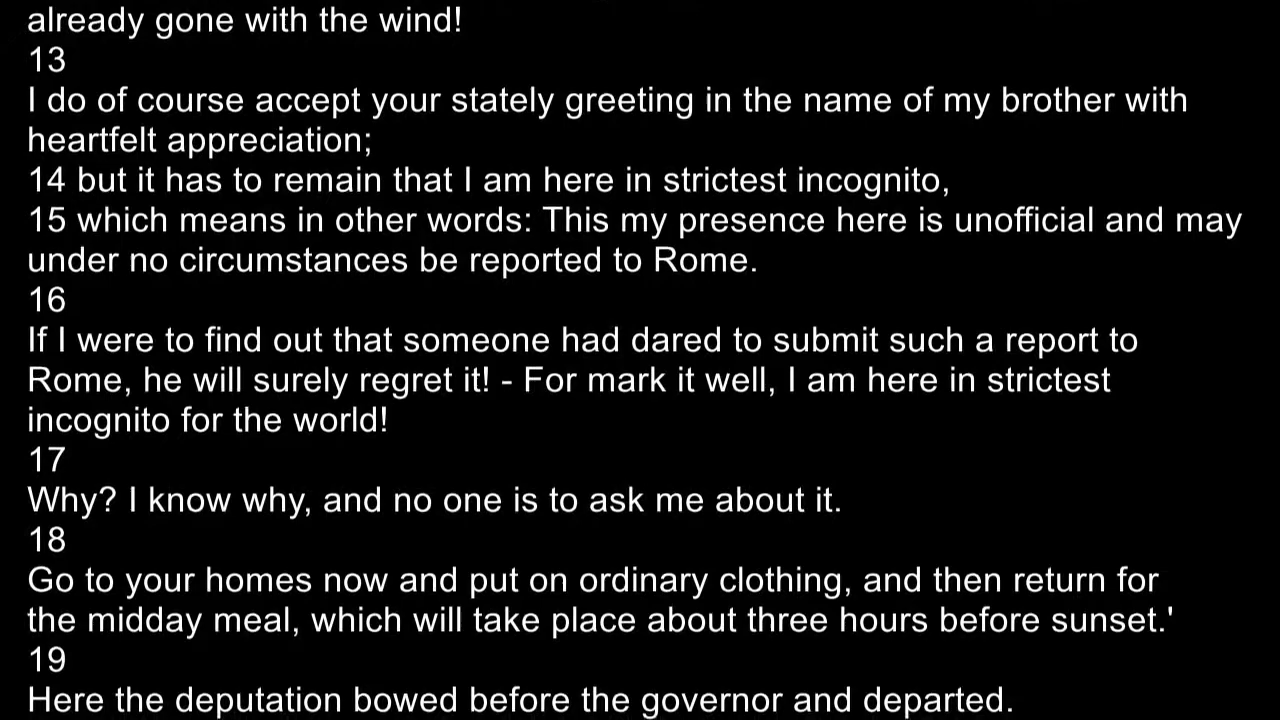 already gone with the wind!
13
I do of course accept your stately greeting in the name of my brother with
heartfelt appreciation;
14 but it has to remain that I am here in strictest incognito,
15 which means in other words: This my presence here is unofficial and may
under no circumstances be reported to Rome.
16
If I were to find out that someone had dared to submit such a report to
Rome, he will surely regret it! - For mark it well, I am here in strictest
incognito for the world!
17
Why? I know why, and no one is to ask me about it.
18
Go to your homes now and put on ordinary clothing, and then return for
the midday meal, which will take place about three hours before sunset.'
19
Here the deputation bowed before the governor and departed.